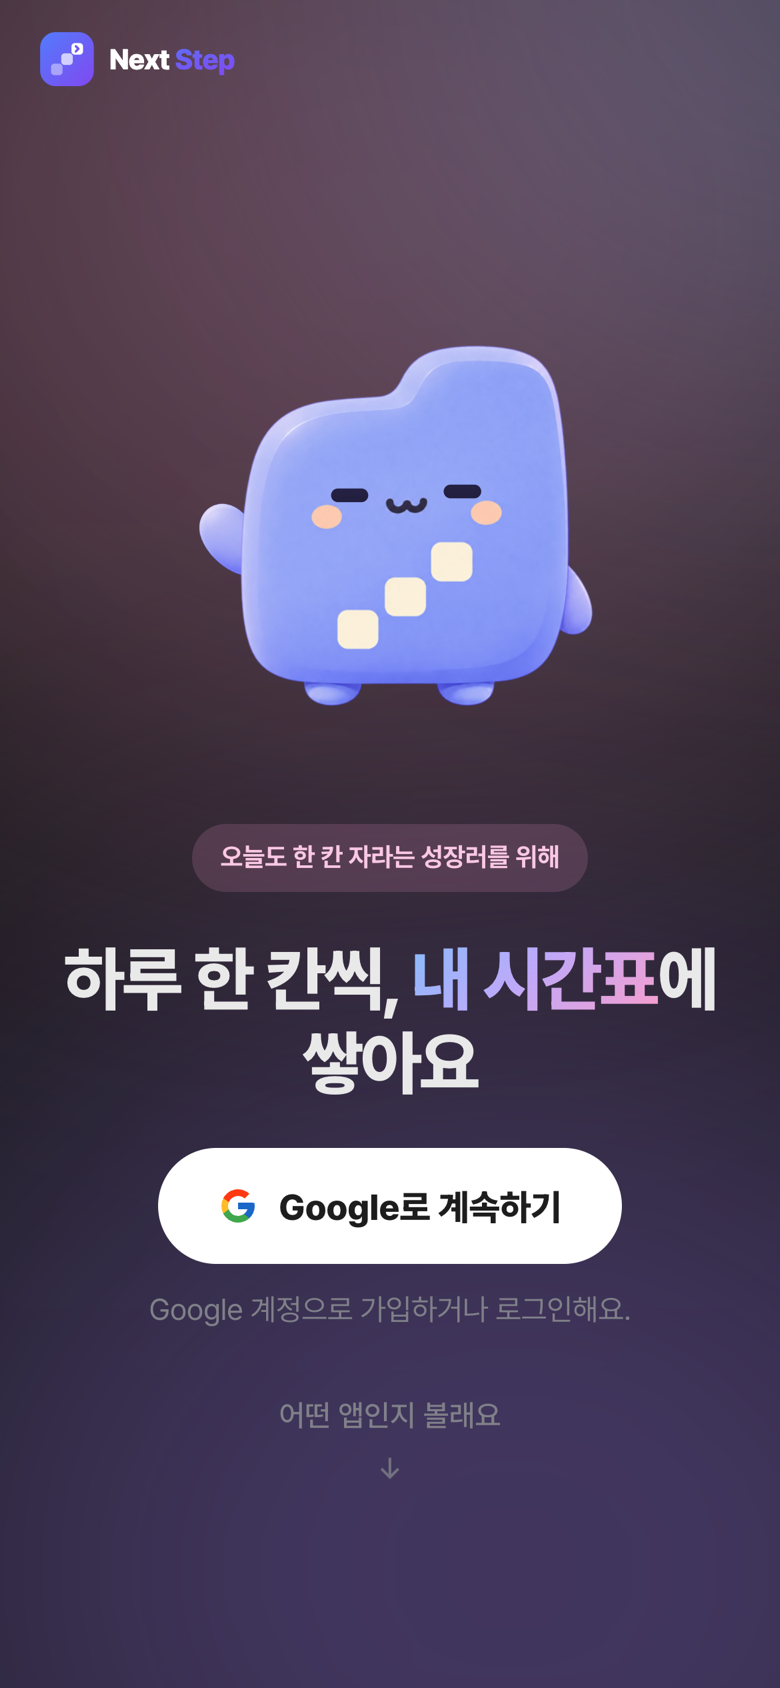 Next Step
오늘도 한 칸 자라는 성장러를 위해
하루 한 칸씩, 내 시간표에
쌓아요
Google로 계속하기
Google 계정으로 가입하거나 로그인해요.
어떤 앱인지 볼래요
↓